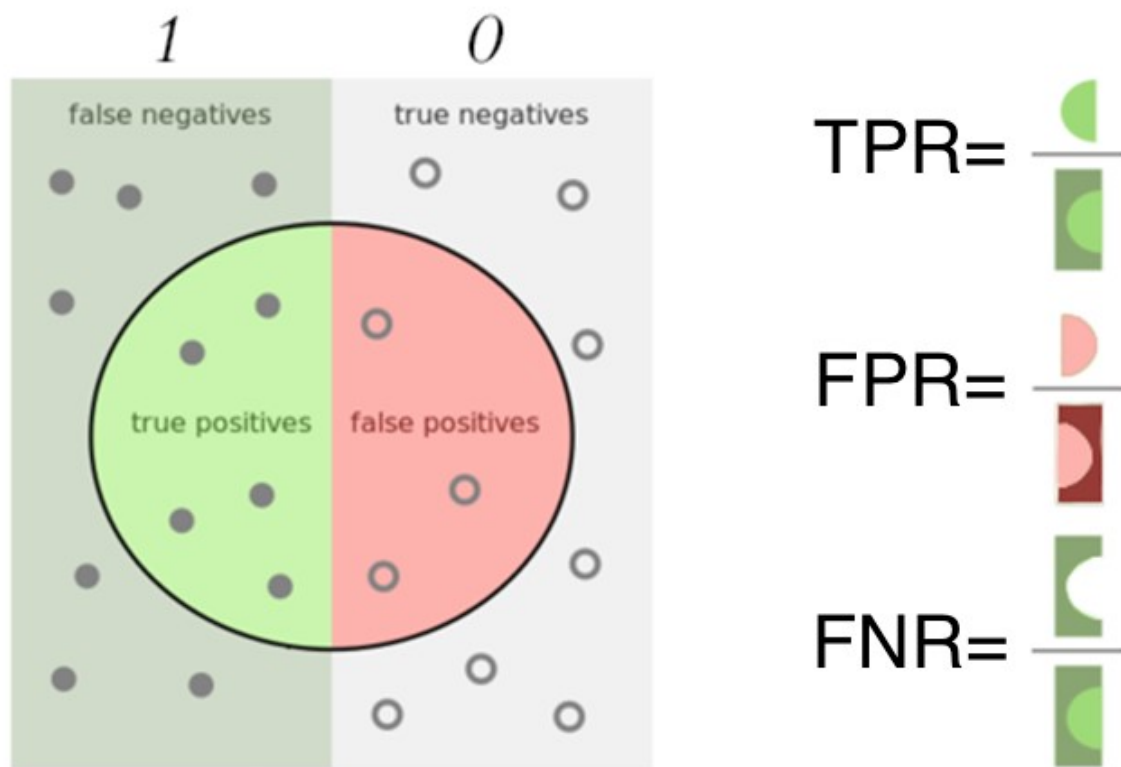 1 0
false negatives true negatives
true positives false positives
TPR=
FPR=
FNR=